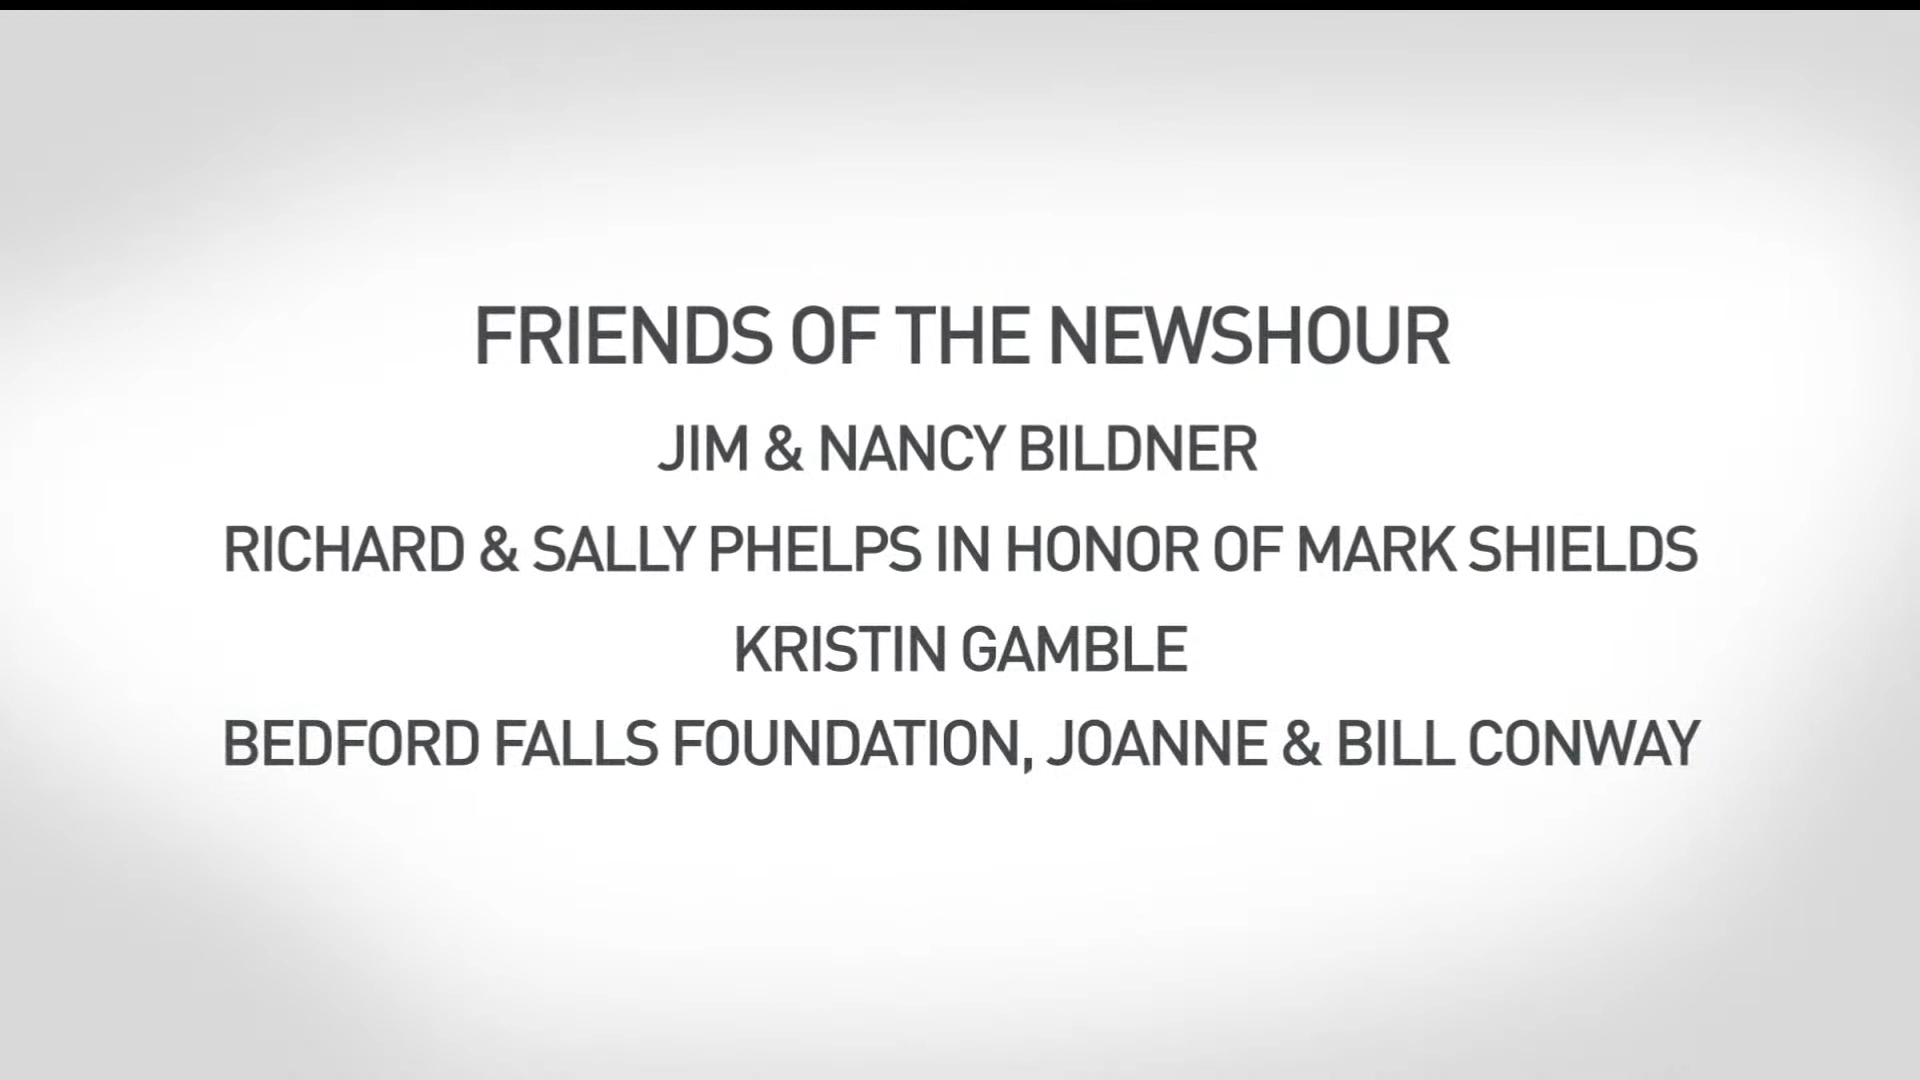 FRIENDS OF THE NEWSHOUR
JIM & NANCY BILDNER
RICHARD & SALLY PHELPS IN HONOR OF MARK SHIELDS
KRISTIN GAMBLE
BEDFORD FALLS FOUNDATION, JOANNE & BILL CONWAY